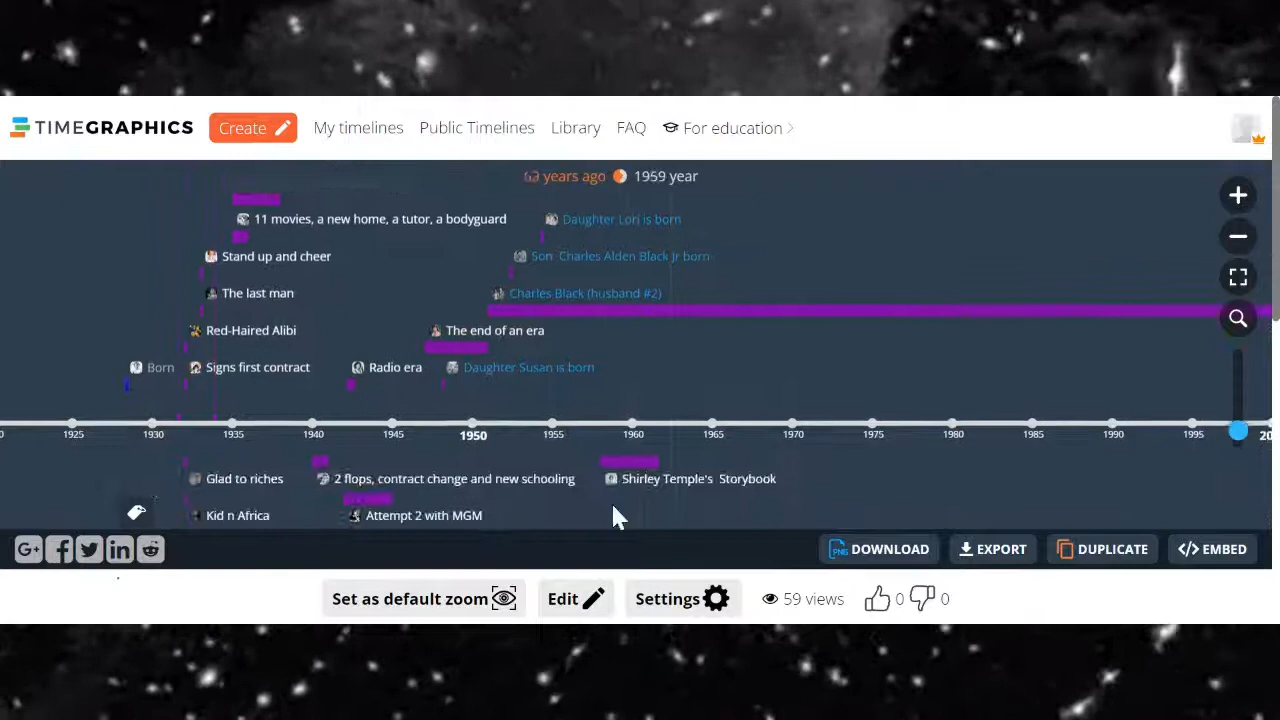 TIMEGRAPHICS Create My timelines Public Timelines Library FAQ For education
years ago 1959 year
11 movies, a new home, a tutor, a bodyguard Daughter Lori is born
Stand up and cheer Son Charles Alden Black jr born
The last man Charles Black (husband #2)
Red-Haired Alibi The end of an era
Born Signs first contract Radio era Daughter Susan is born
1925 1930 1935 1940 1945 1950 1955 1960 1965 1970 1975 1980 1985 1990 1995 20
Glad to riches 2 flops, contract change and new schooling Shirley Temple's Storybook
Kid n Africa Attempt 2 with MGM
G+ PNG DOWNLOAD EXPORT DUPLICATE </> EMBED
Set as default zoom Edit Settings 59 views 0 0